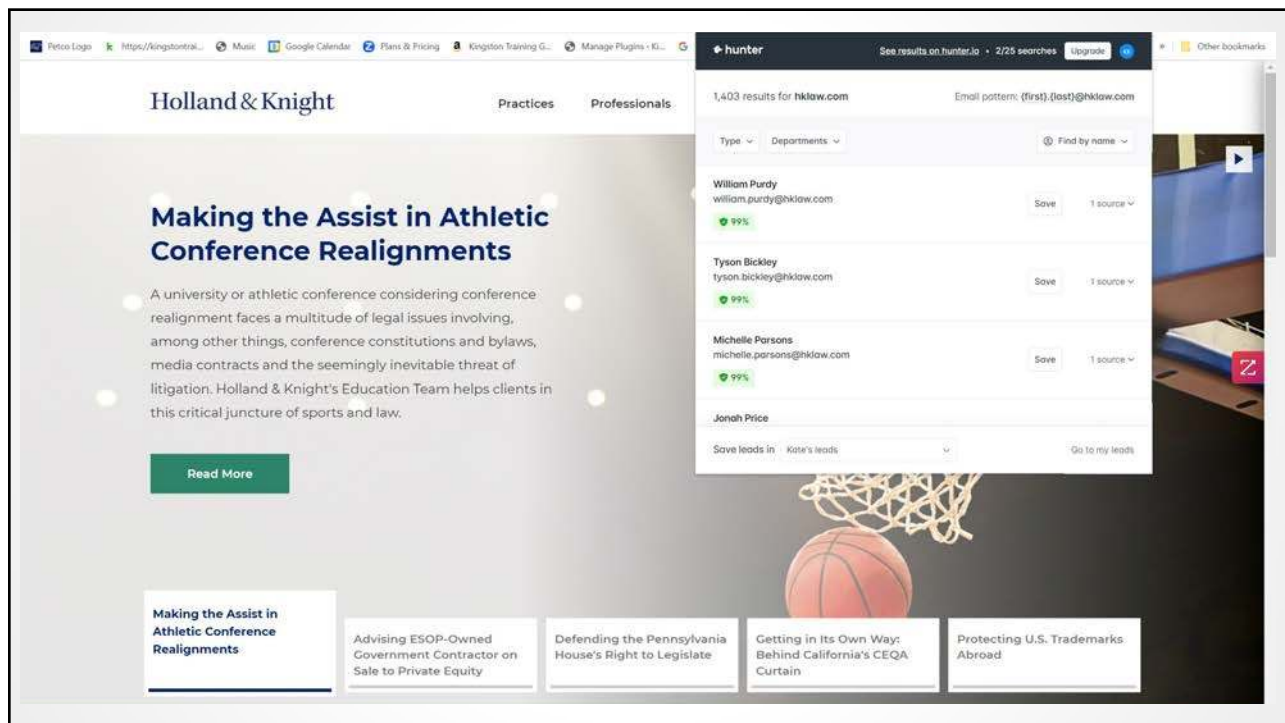 Petco Logo
https://kingstontrai...
Music
Google Calendar
Plans & Pricing
Kingston Training G...
Manage Plugins ‹ Ki...
Other bookmarks
Holland & Knight
Practices
Professionals
hunter
See results on hunter.io • 2/25 searches
Upgrade
1,403 results for hklaw.com
Email pattern: {first}.{last}@hklaw.com
Type
Departments
Find by name
William Purdy
william.purdy@hklaw.com
99%
Save
1 source
Tyson Bickley
tyson.bickley@hklaw.com
99%
Save
1 source
Michelle Parsons
michelle.parsons@hklaw.com
99%
Save
1 source
Jonah Price
Save leads in
Kate's leads
Go to my leads
Making the Assist in Athletic
Conference Realignments
A university or athletic conference considering conference
realignment faces a multitude of legal issues involving,
among other things, conference constitutions and bylaws,
media contracts and the seemingly inevitable threat of
litigation. Holland & Knight's Education Team helps clients in
this critical juncture of sports and law.
Read More
Making the Assist in
Athletic Conference
Realignments
Advising ESOP-Owned
Government Contractor on
Sale to Private Equity
Defending the Pennsylvania
House's Right to Legislate
Getting in Its Own Way:
Behind California's CEQA
Curtain
Protecting U.S. Trademarks
Abroad